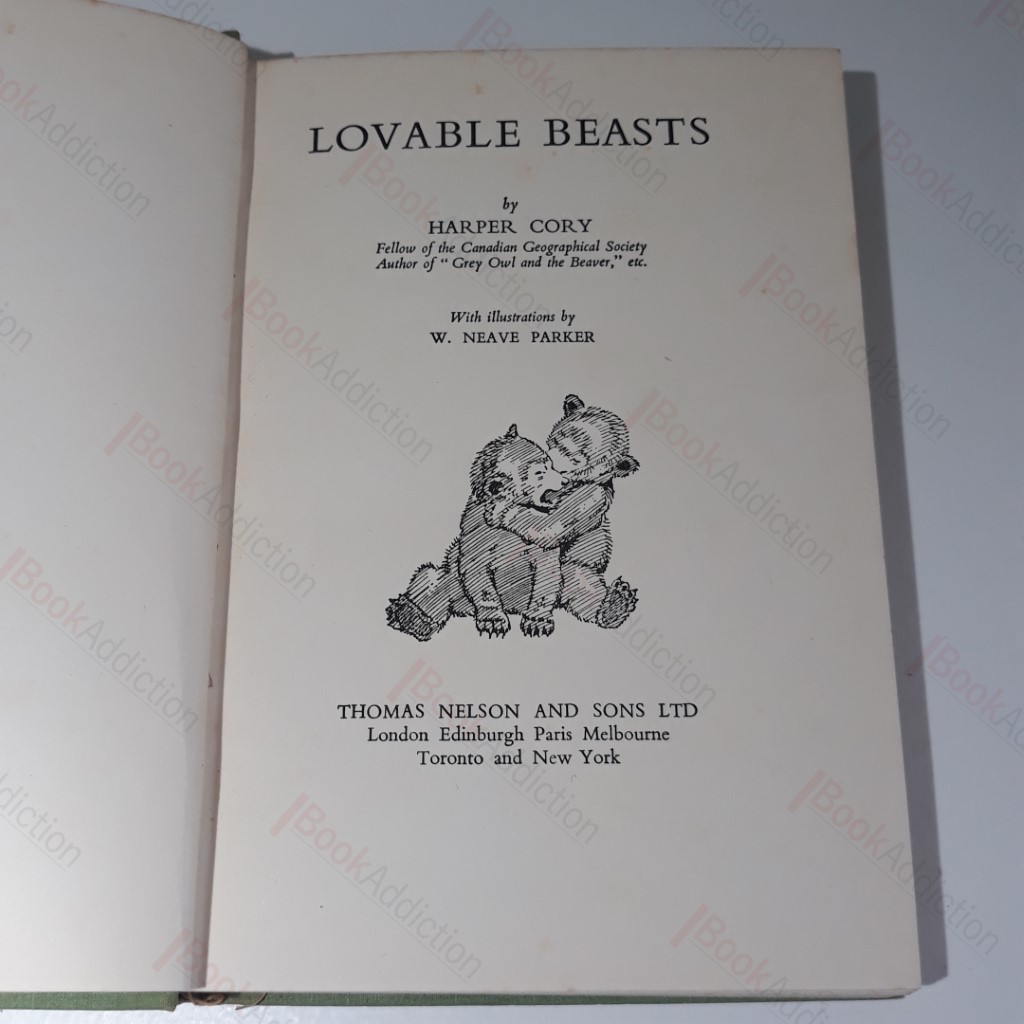 LOVABLE BEASTS
by
HARPER CORY
Fellow of the Canadian Geographical Society
Author of " Grey Owl and the Beaver," etc.
With illustrations by
W. NEAVE PARKER
THOMAS NELSON AND SONS LTD
London Edinburgh Paris Melbourne
Toronto and New York
BookAddiction